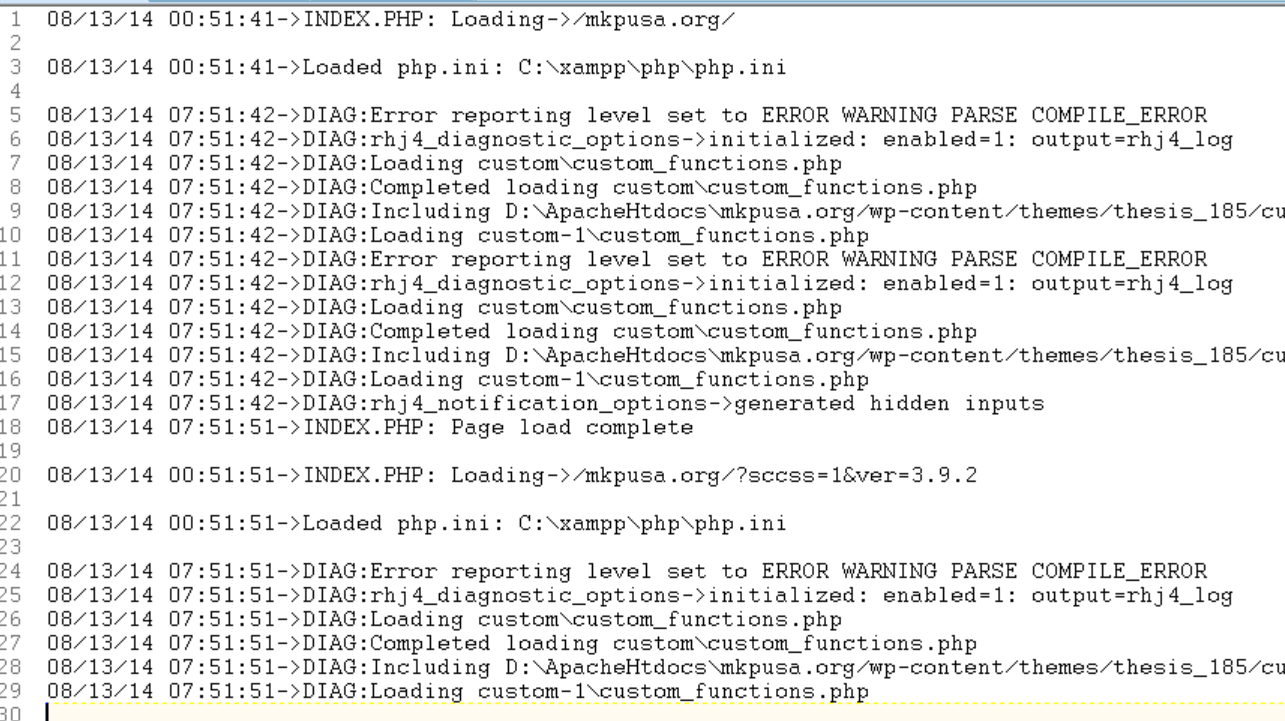 1 08/13/14 00:51:41->INDEX.PHP: Loading->/mkpusa.org/
2
3 08/13/14 00:51:41->Loaded php.ini: C:\xampp\php\php.ini
4
5 08/13/14 07:51:42->DIAG:Error reporting level set to ERROR WARNING PARSE COMPILE_ERROR
6 08/13/14 07:51:42->DIAG:rhj4_diagnostic_options->initialized: enabled=1: output=rhj4_log
7 08/13/14 07:51:42->DIAG:Loading custom\custom_functions.php
8 08/13/14 07:51:42->DIAG:Completed loading custom\custom_functions.php
9 08/13/14 07:51:42->DIAG:Including D:\ApacheHtdocs\mkpusa.org/wp-content/themes/thesis_185/cu
10 08/13/14 07:51:42->DIAG:Loading custom-1\custom_functions.php
11 08/13/14 07:51:42->DIAG:Error reporting level set to ERROR WARNING PARSE COMPILE_ERROR
12 08/13/14 07:51:42->DIAG:rhj4_diagnostic_options->initialized: enabled=1: output=rhj4_log
13 08/13/14 07:51:42->DIAG:Loading custom\custom_functions.php
14 08/13/14 07:51:42->DIAG:Completed loading custom\custom_functions.php
15 08/13/14 07:51:42->DIAG:Including D:\ApacheHtdocs\mkpusa.org/wp-content/themes/thesis_185/cu
16 08/13/14 07:51:42->DIAG:Loading custom-1\custom_functions.php
17 08/13/14 07:51:42->DIAG:rhj4_notification_options->generated hidden inputs
18 08/13/14 07:51:51->INDEX.PHP: Page load complete
19
20 08/13/14 00:51:51->INDEX.PHP: Loading->/mkpusa.org/?sccss=1&ver=3.9.2
21
22 08/13/14 00:51:51->Loaded php.ini: C:\xampp\php\php.ini
23
24 08/13/14 07:51:51->DIAG:Error reporting level set to ERROR WARNING PARSE COMPILE_ERROR
25 08/13/14 07:51:51->DIAG:rhj4_diagnostic_options->initialized: enabled=1: output=rhj4_log
26 08/13/14 07:51:51->DIAG:Loading custom\custom_functions.php
27 08/13/14 07:51:51->DIAG:Completed loading custom\custom_functions.php
28 08/13/14 07:51:51->DIAG:Including D:\ApacheHtdocs\mkpusa.org/wp-content/themes/thesis_185/cu
29 08/13/14 07:51:51->DIAG:Loading custom-1\custom_functions.php
30